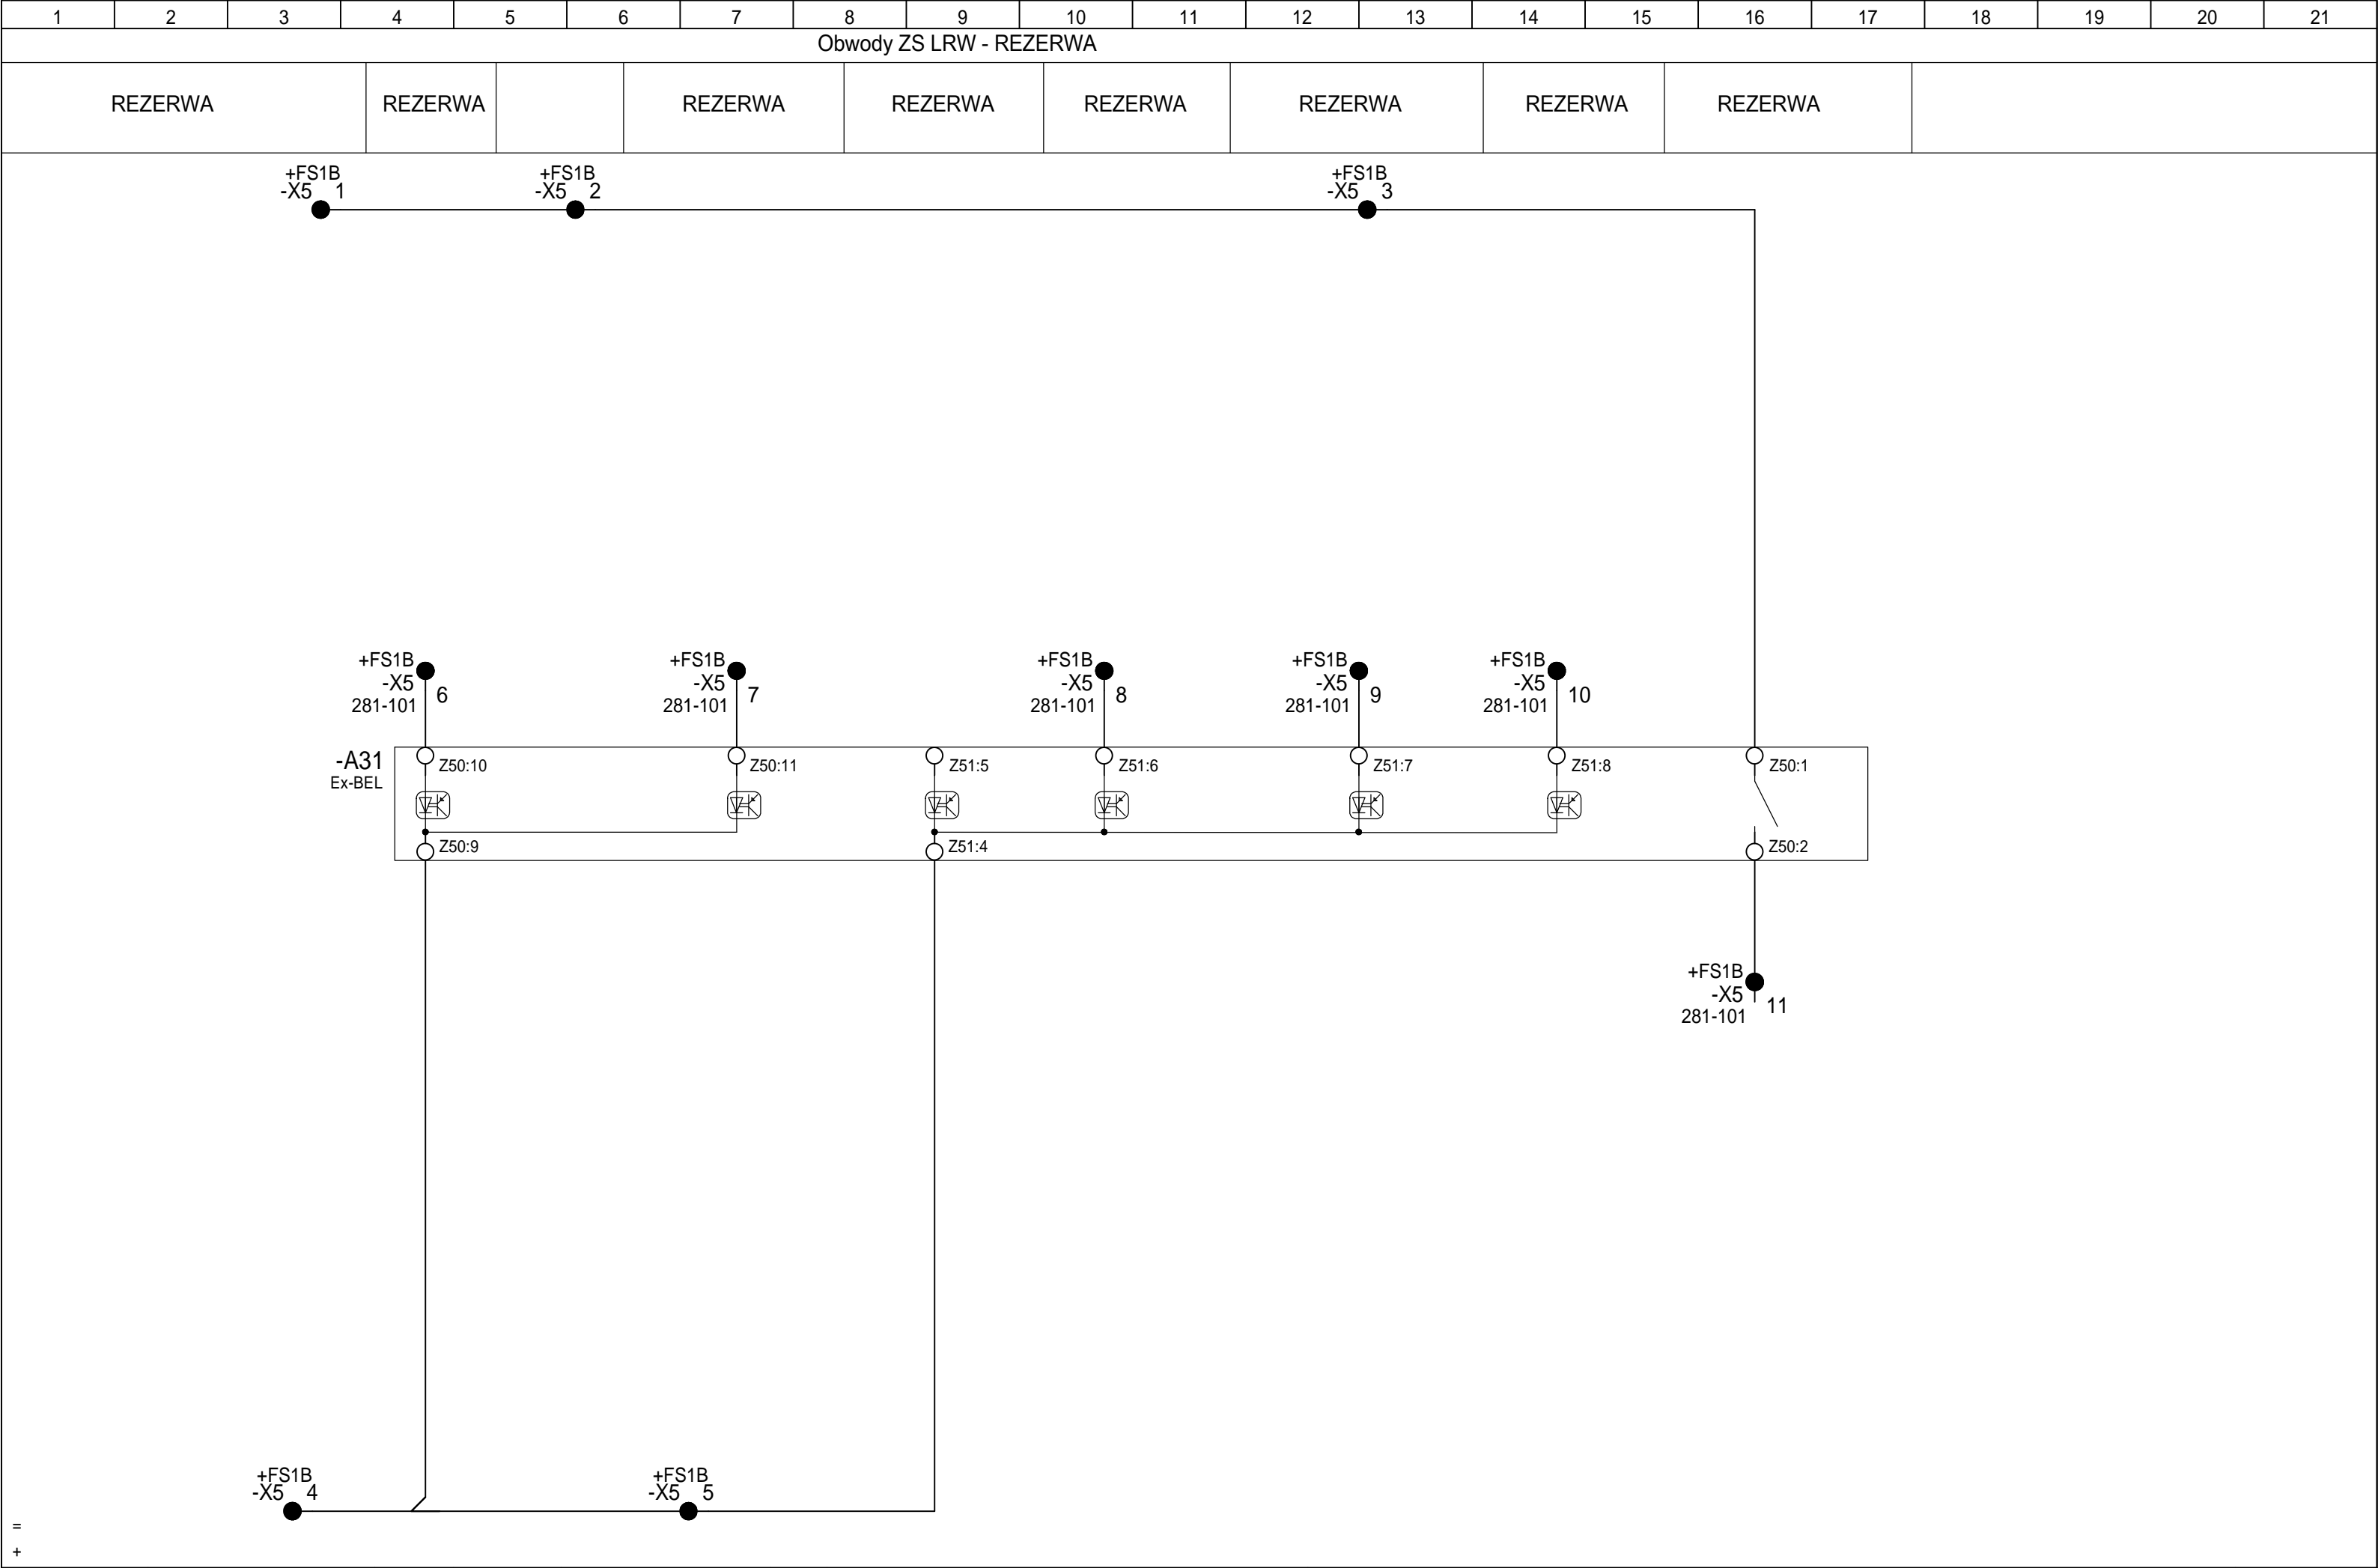 1 2 3 4 5 6 7 8 9 10 11 12 13 14 15 16 17 18 19 20 21
Obwody ZS LRW - REZERWA
REZERWA REZERWA REZERWA REZERWA REZERWA REZERWA REZERWA REZERWA
+FS1B +FS1B +FS1B
-X5 1 -X5 2 -X5 3
+FS1B +FS1B +FS1B +FS1B +FS1B
-X5 6 -X5 7 -X5 8 -X5 9 -X5 10
281-101 281-101 281-101 281-101 281-101
-A31 Z50:10 Z50:11 Z51:5 Z51:6 Z51:7 Z51:8 Z50:1
Ex-BEL
Z50:9 Z51:4 Z50:2
+FS1B
-X5 11
281-101
+FS1B +FS1B
-X5 4 -X5 5
=
+